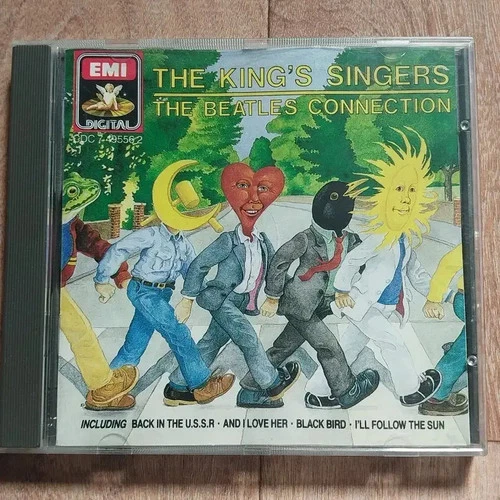 EMI
DIGITAL
CDC 7 49556 2
THE KING'S SINGERS
THE BEATLES CONNECTION
INCLUDING BACK IN THE U.S.S.R · AND I LOVE HER · BLACK BIRD · I'LL FOLLOW THE SUN